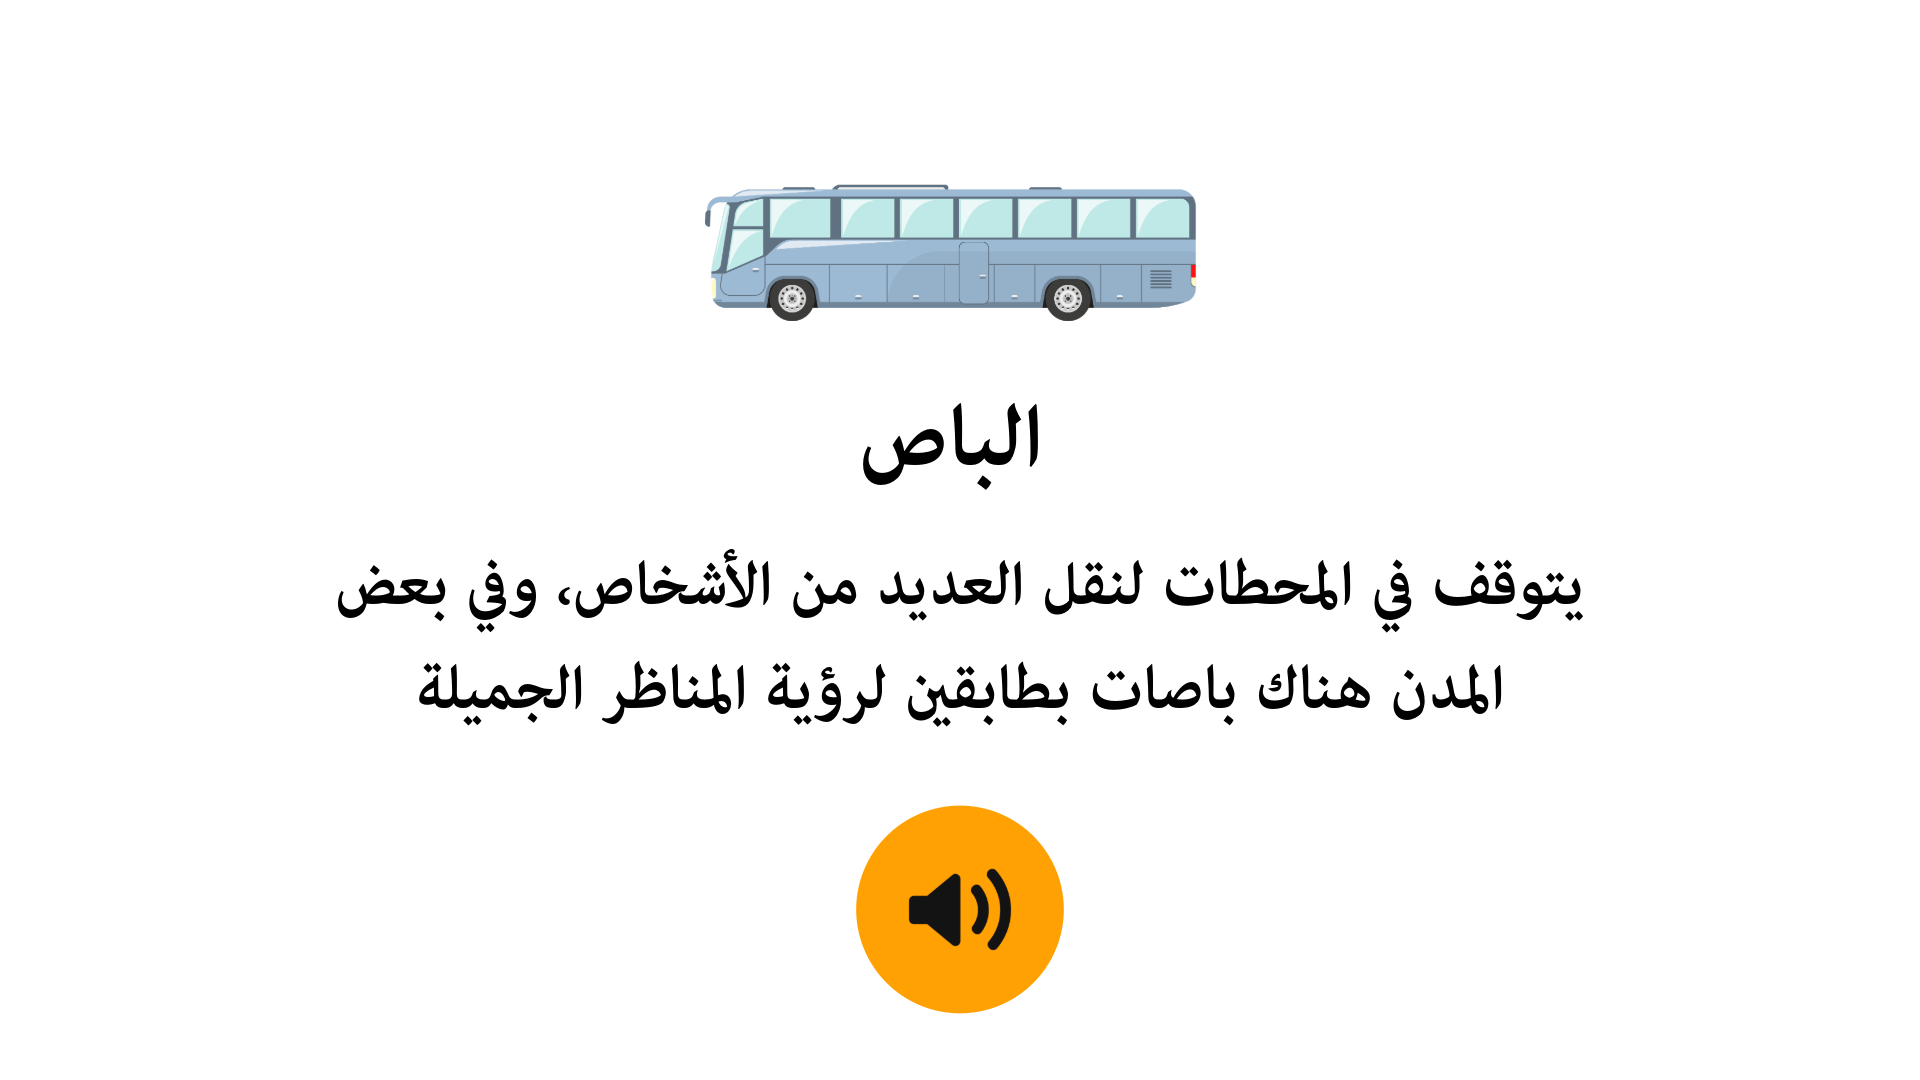 الباص
يتوقف في المحطات لنقل العديد من الأشخاص، وفي بعض
المدن هناك باصات بطابقين لرؤية المناظر الجميلة